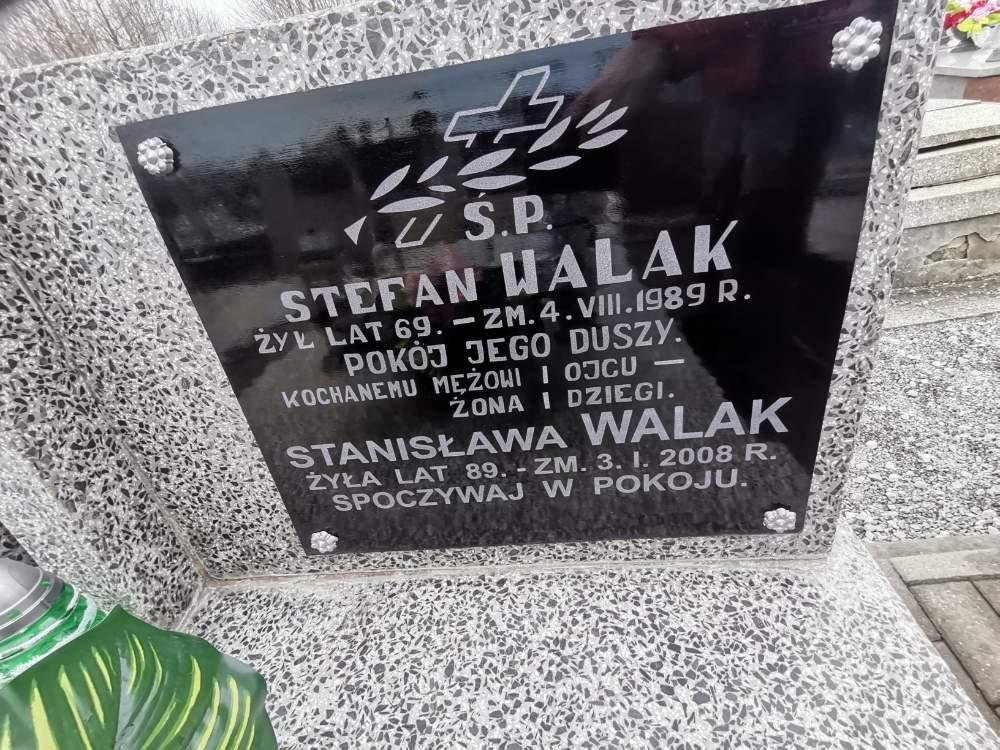 Ś.P.
STEFAN WALAK
ŻYŁ LAT 69. – ZM. 4. VIII. 1989 R.
POKÓJ JEGO DUSZY.
KOCHANEMU MĘŻOWI I OJCU –
ŻONA I DZIEGI.
STANISŁAWA WALAK
ŻYŁA LAT 89. - ZM. 3. I. 2008 R.
SPOCZYWAJ W POKOJU.